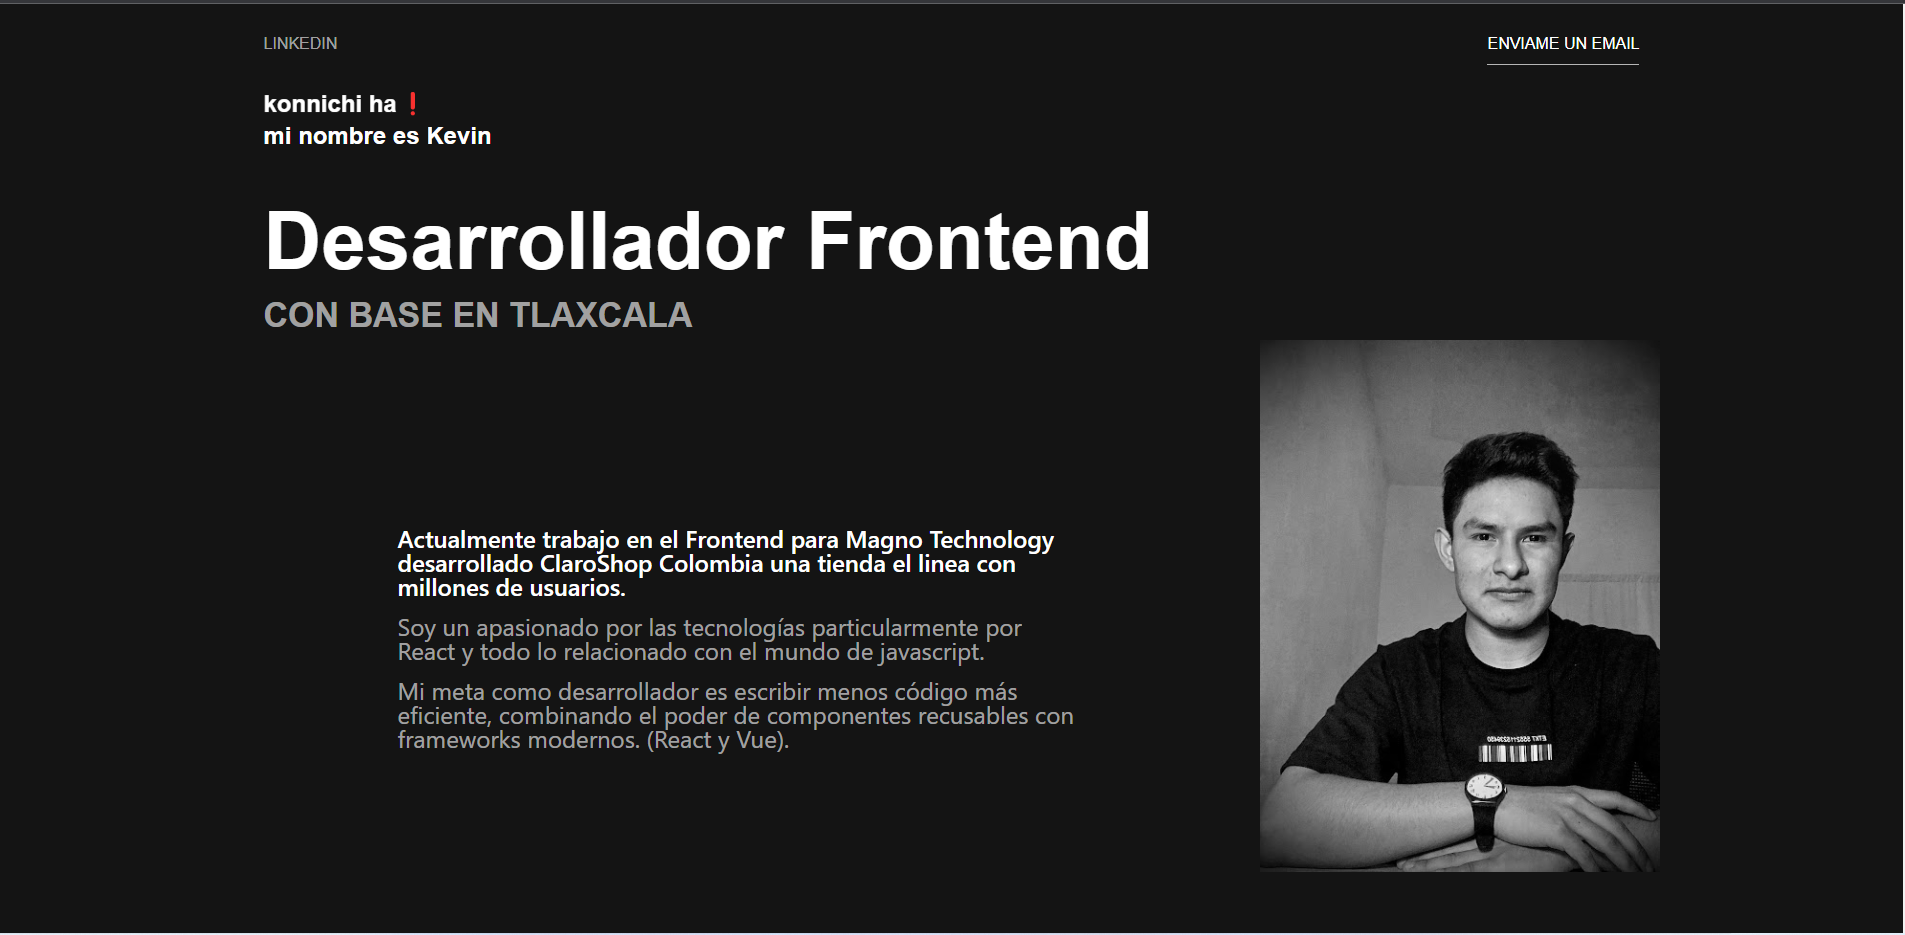 LINKEDIN
ENVIAME UN EMAIL
konnichi ha❗
mi nombre es Kevin
Desarrollador Frontend
CON BASE EN TLAXCALA
Actualmente trabajo en el Frontend para Magno Technology
desarrollado ClaroShop Colombia una tienda el linea con
millones de usuarios.
Soy un apasionado por las tecnologías particularmente por
React y todo lo relacionado con el mundo de javascript.
Mi meta como desarrollador es escribir menos código más
eficiente, combinando el poder de componentes recusables con
frameworks modernos. (React y Vue).